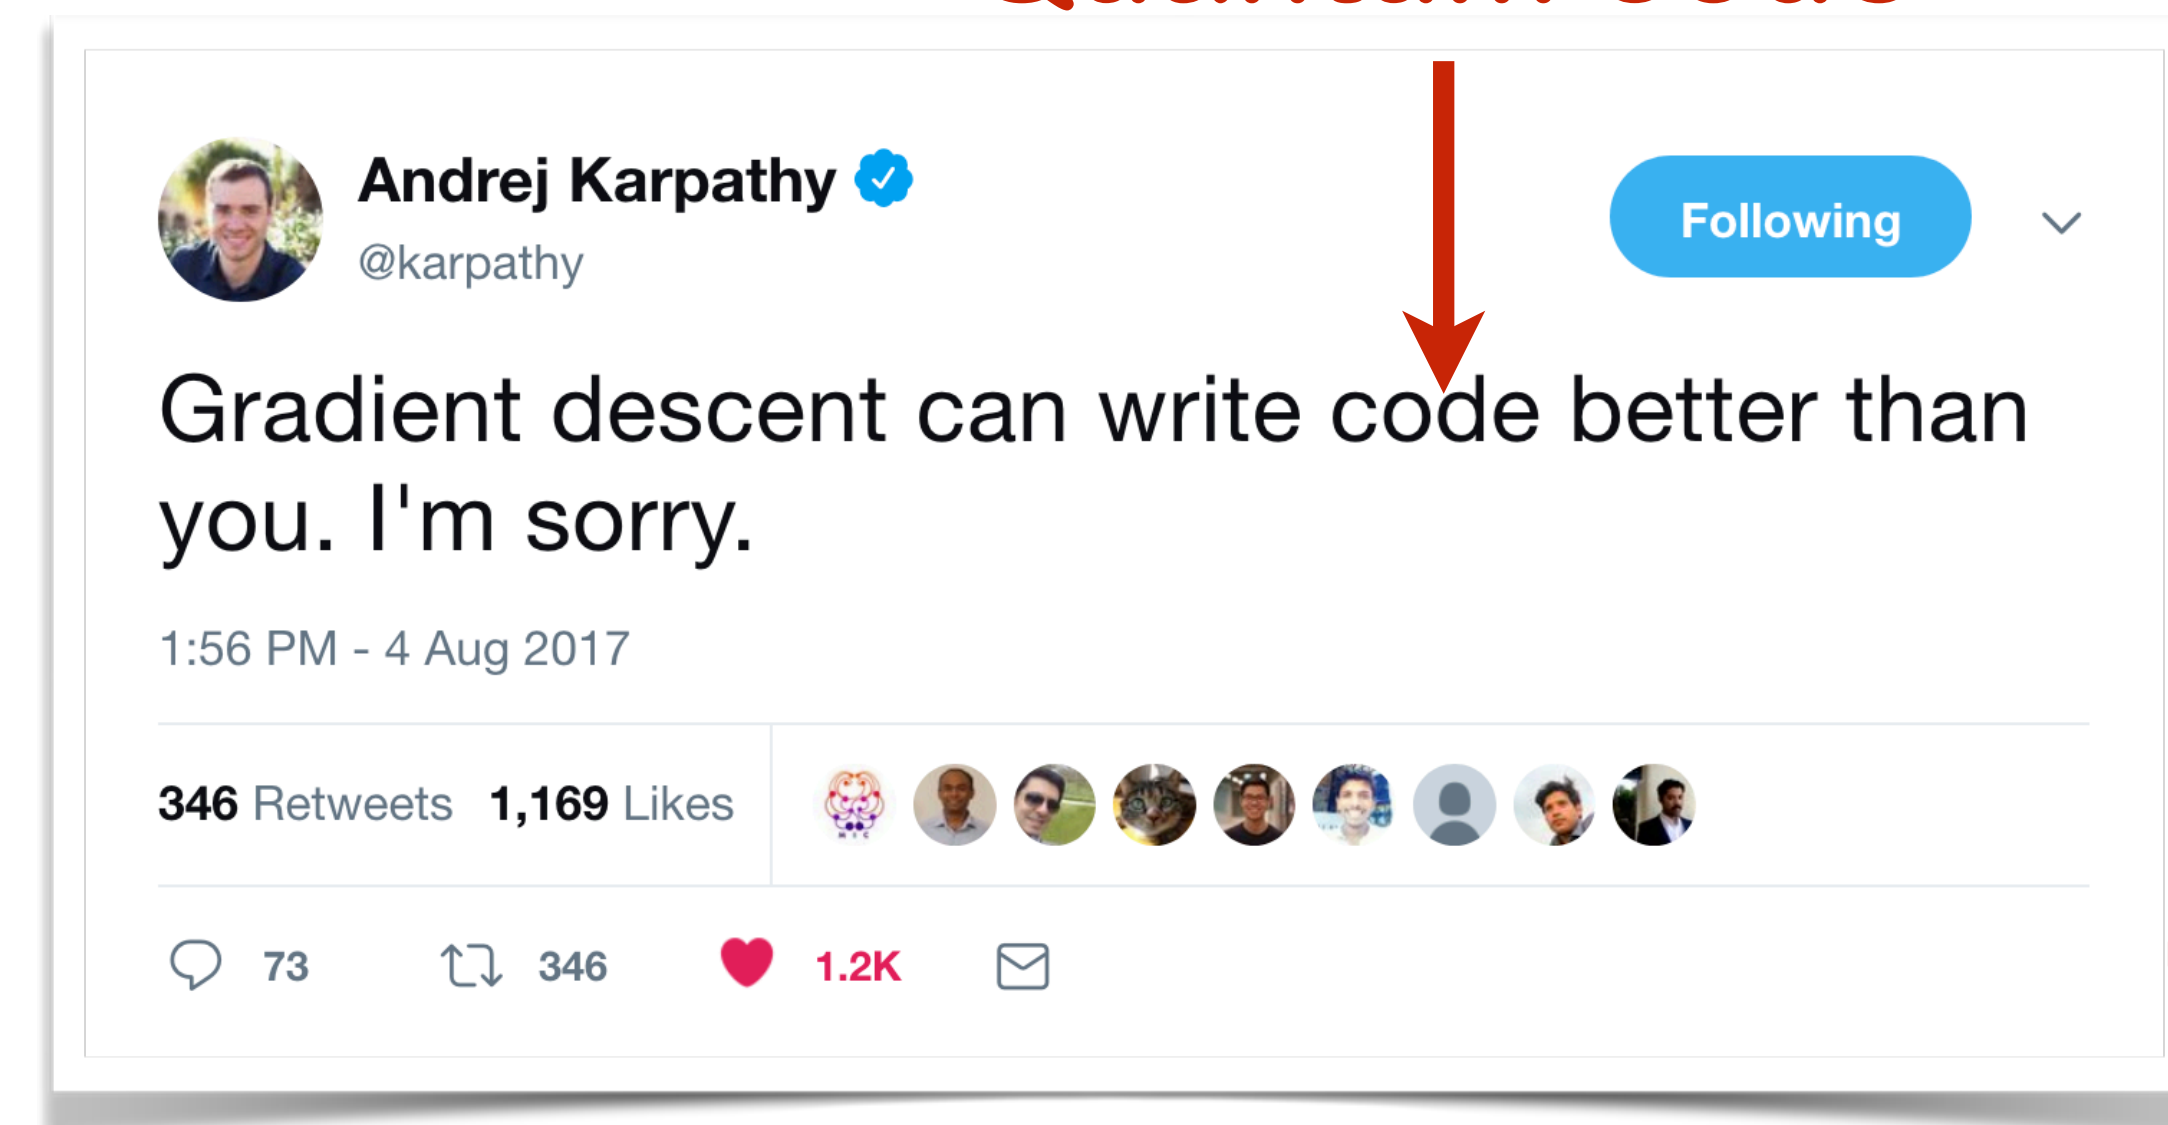 Andrej Karpathy
@karpathy
Following
Gradient descent can write code better than
you. I'm sorry.
1:56 PM - 4 Aug 2017
346 Retweets 1,169 Likes
73 346 1.2K